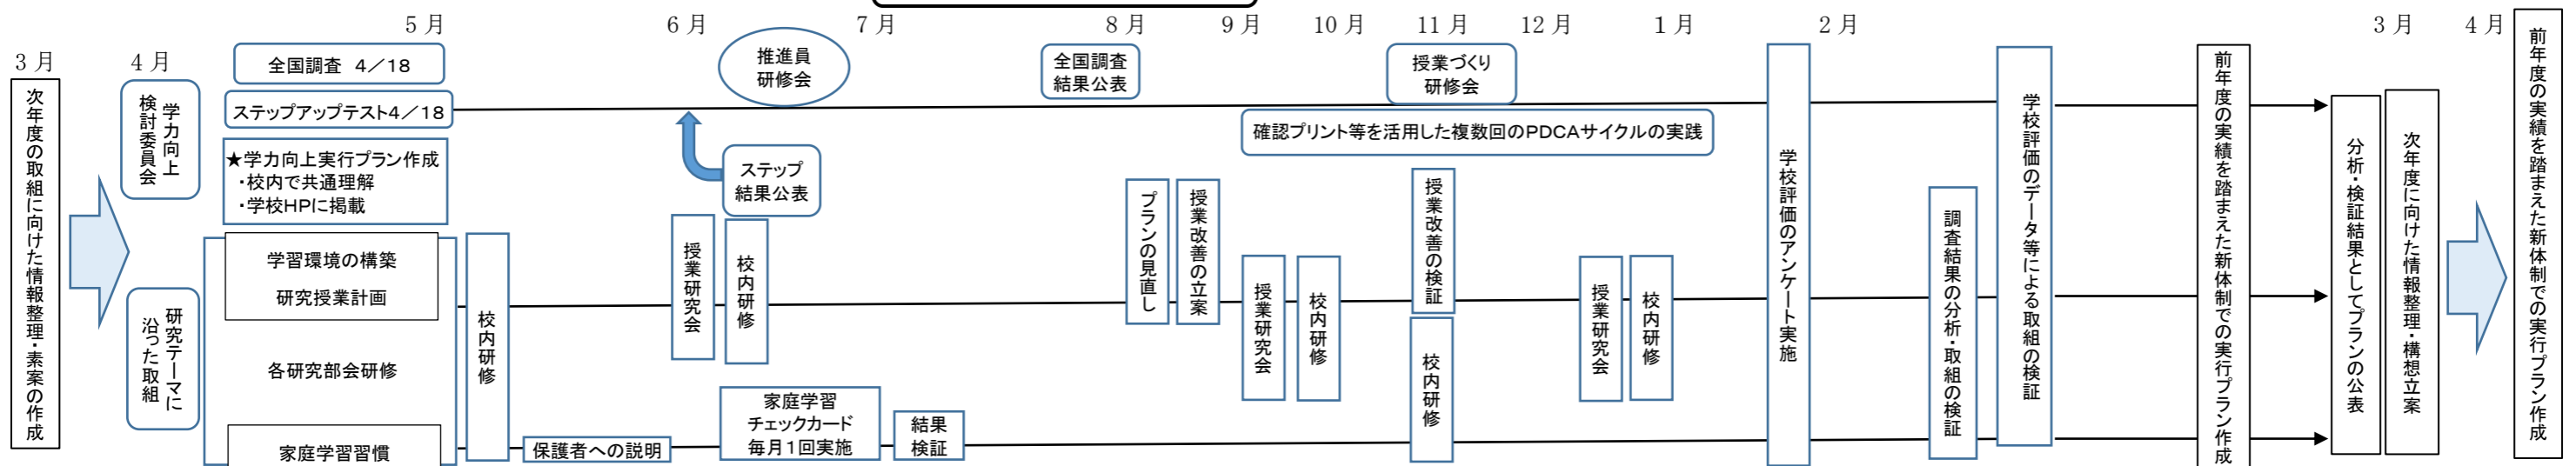 5月
6月
7月
8月
9月
10月
11月
12月
1月
2月
3月
4月
3月
4月
次年度の取組に向けた情報整理・素案の作成
学力向上
検討委員会
研究テーマに
沿った取組
全国調査 4/18
ステップアップテスト4/18
★学力向上実行プラン作成
・校内で共通理解
・学校HPに掲載
学習環境の構築
研究授業計画
各研究部会研修
家庭学習習慣
校内研修
保護者への説明
推進員
研修会
ステップ
結果公表
授業研究会
校内研修
家庭学習
チェックカード
毎月1回実施
結果
検証
全国調査
結果公表
プランの見直し
授業改善の立案
授業づくり
研修会
確認プリント等を活用した複数回のPDCAサイクルの実践
授業研究会
校内研修
授業改善の検証
校内研修
授業研究会
校内研修
学校評価のアンケート実施
調査結果の分析・取組の検証
学校評価のデータ等による取組の検証
前年度の実績を踏まえた新体制での実行プラン作成
分析・検証結果としてプランの公表
次年度に向けた情報整理・構想立案
前年度の実績を踏まえた新体制での実行プラン作成